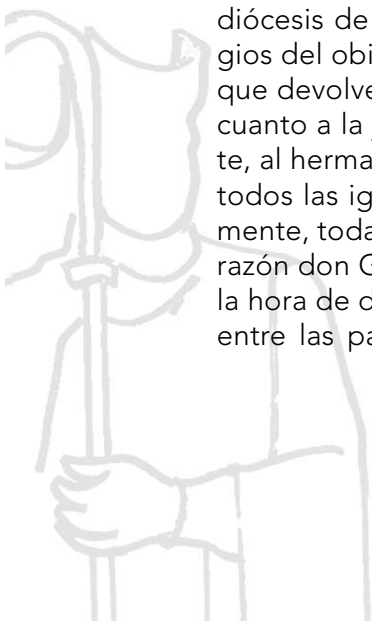 diócesis de
gios del obi
que devolve
cuanto a la
te, al herma
todos las ig
mente, toda
razón don G
la hora de d
entre las pa